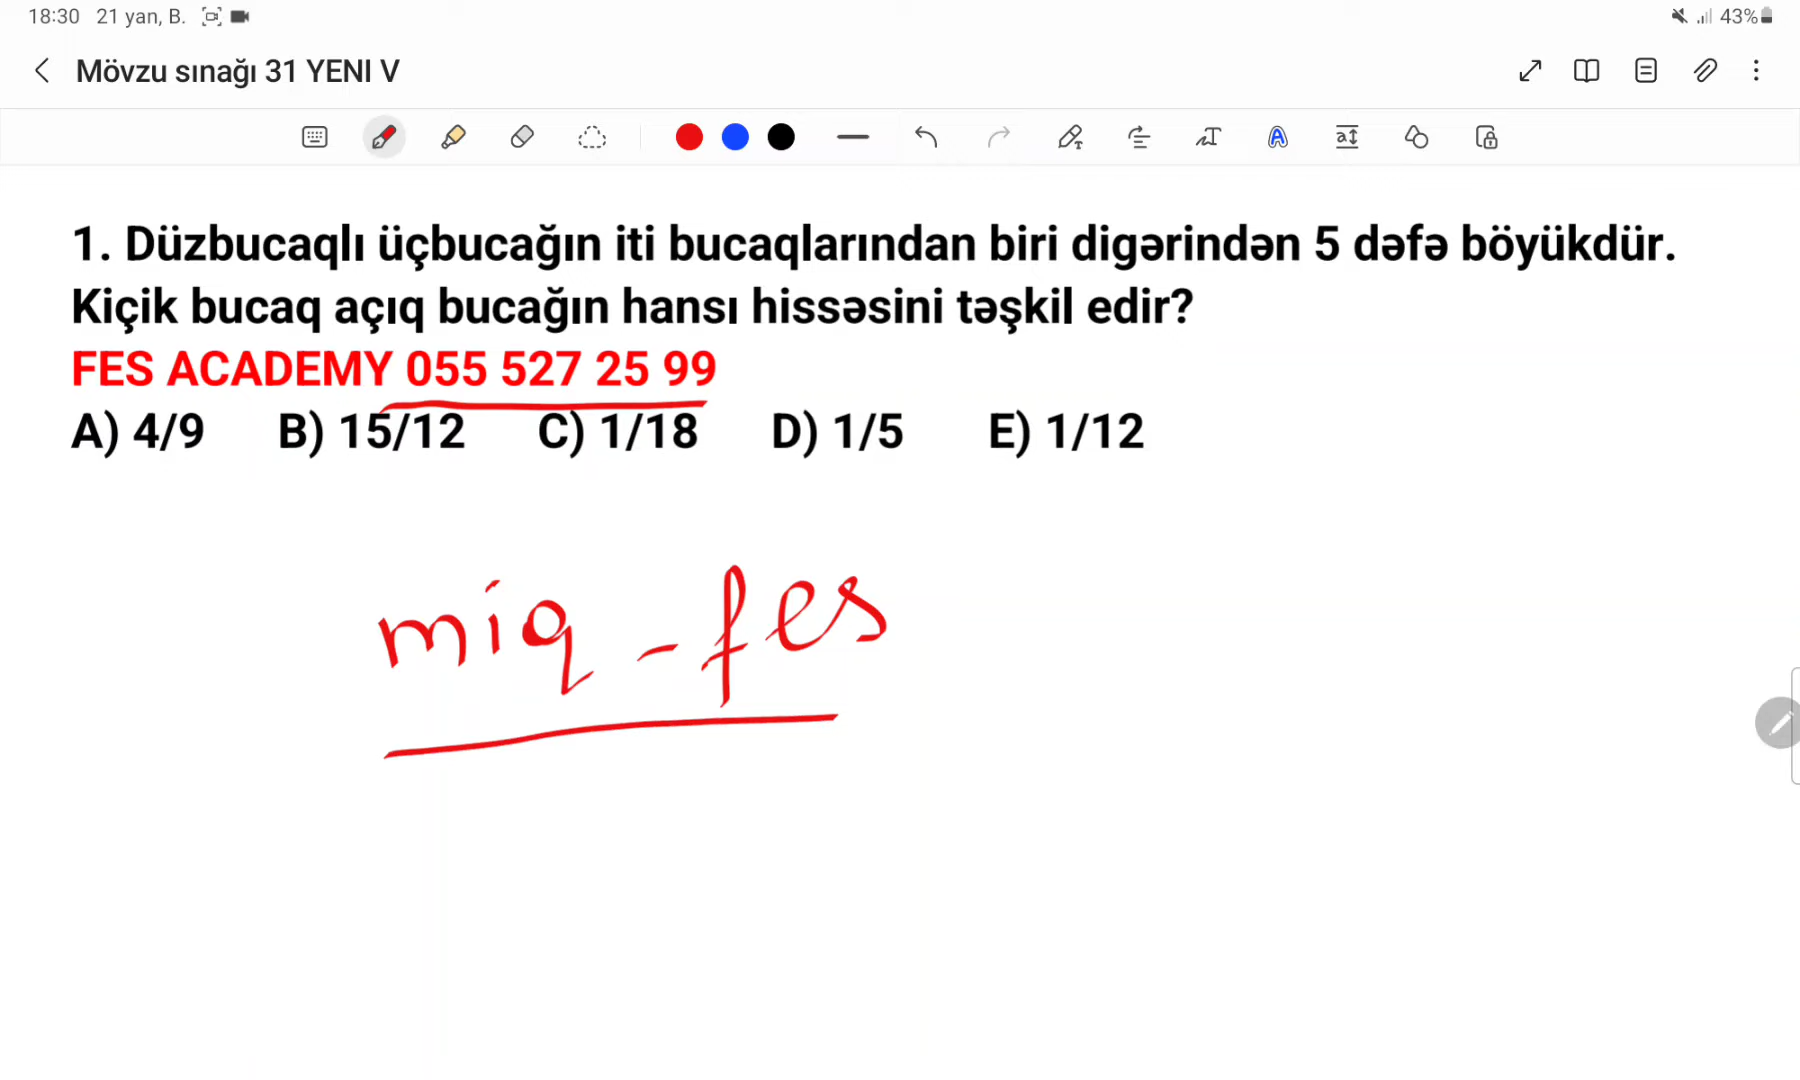 18:30 21 yan, B. 43%
Mövzu sınağı 31 YENI V
1. Düzbucaqlı üçbucağın iti bucaqlarından biri digərindən 5 dəfə böyükdür.
Kiçik bucaq açıq bucağın hansı hissəsini təşkil edir?
FES ACADEMY 055 527 25 99
A) 4/9 B) 15/12 C) 1/18 D) 1/5 E) 1/12
miq - fes